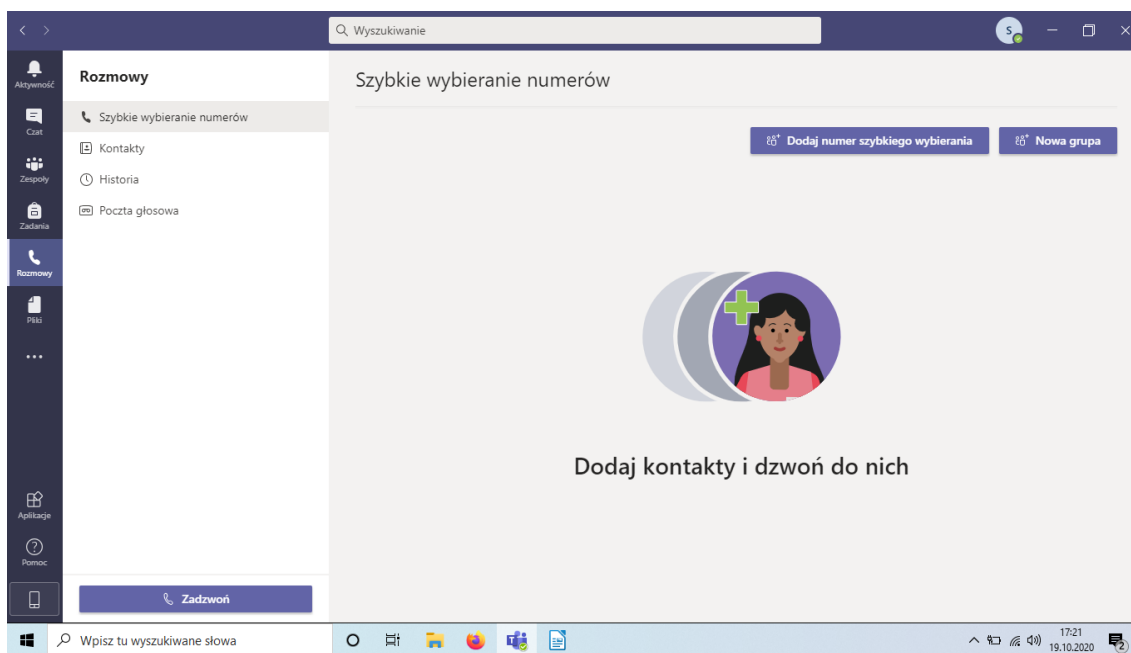 Wyszukiwanie
S
Aktywność
Czat
Zespoły
Zadania
Rozmowy
Pliki
Aplikacje
Pomoc
Rozmowy
Szybkie wybieranie numerów
Kontakty
Historia
Poczta głosowa
Zadzwoń
Szybkie wybieranie numerów
Dodaj numer szybkiego wybierania
Nowa grupa
Dodaj kontakty i dzwoń do nich
Wpisz tu wyszukiwane słowa
17:21
19.10.2020
2